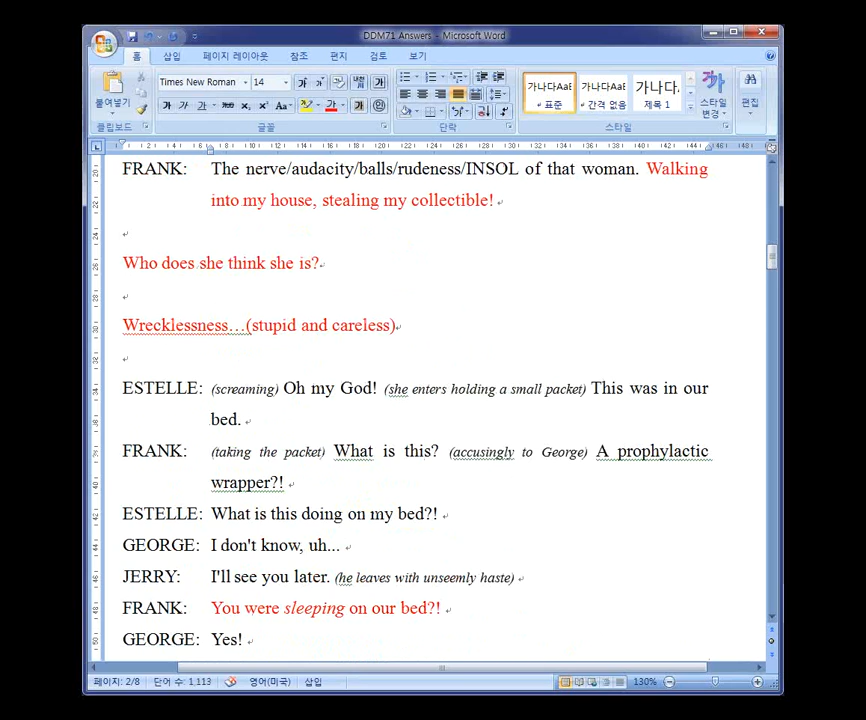 DDM71 Answers - Microsoft Word
홈 삽입 페이지 레이아웃 참조 편지 검토 보기
Times New Roman 14
붙여넣기
가나다AaB 가나다AaB 가나다
표준 간격 없음 제목 1
스타일 변경
편집
클립보드 글꼴 단락 스타일
FRANK: The nerve/audacity/balls/rudeness/INSOL of that woman. Walking
into my house, stealing my collectible!
Who does she think she is?
Wrecklessness…(stupid and careless)
ESTELLE: (screaming) Oh my God! (she enters holding a small packet) This was in our
bed.
FRANK: (taking the packet) What is this? (accusingly to George) A prophylactic
wrapper?!
ESTELLE: What is this doing on my bed?!
GEORGE: I don't know, uh...
JERRY: I'll see you later. (he leaves with unseemly haste)
FRANK: You were sleeping on our bed?!
GEORGE: Yes!
페이지: 2/8 단어 수: 1,113 영어(미국) 삽입 130%